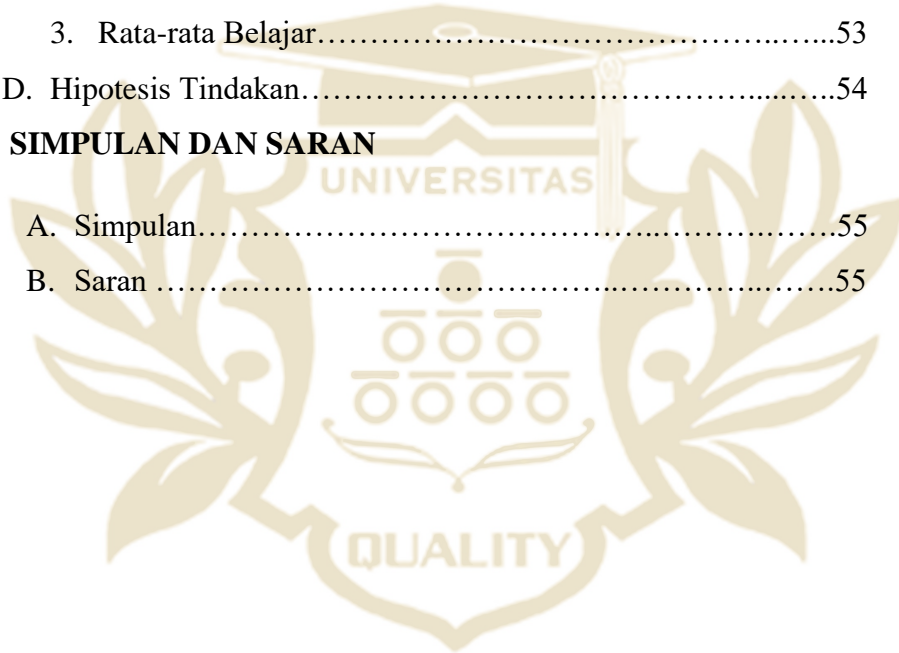 3. Rata-rata Belajar……………………………………..…...53
D. Hipotesis Tindakan……………………………………....…..54
SIMPULAN DAN SARAN
UNIVERSITAS
A. Simpulan……………………………………..……….…….55
B. Saran …………………………………….…………..…….55
QUALITY